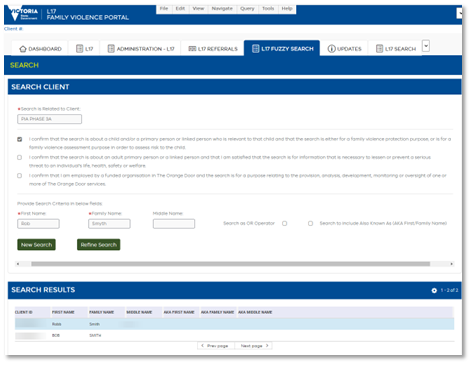 File Edit View Navigate Query Tools Help
VICTORIA
State
Government
L17
FAMILY VIOLENCE PORTAL
Client #:
DASHBOARD L17 ADMINISTRATION - L17 L17 REFERRALS L17 FUZZY SEARCH UPDATES L17 SEARCH
SEARCH
SEARCH CLIENT
*Search is Related to Client:
PIA PHASE 3A
I confirm that the search is about a child and/or a primary person or linked person who is relevant to that child and that the search is either for a family violence protection purpose, or is for a
family violence assessment purpose in order to assess risk to the child
I confirm that the search is about an adult primary person or a linked person and that I am satisfied that the search is for information that is necessary to lessen or prevent a serious
threat to an individual's life, health, safety or welfare
I confirm that I am employed by a funded organisation in The Orange Door and the search is for a purpose relating to the provision, analysis, development, monitoring or oversight of one or
more of The Orange Door services.
Provide Search Criteria in below fields
*First Name *Family Name Middle Name
Bob Smyth Search as OR Operator Search to include Also Known As (AKA First/Family Name)
New Search Refine Search
SEARCH RESULTS 1 - 2 of 2
CLIENT ID FIRST NAME FAMILY NAME MIDDLE NAME AKA FIRST NAME AKA FAMILY NAME AKA MIDDLE NAME
Smith
BOB
Prev page Next page